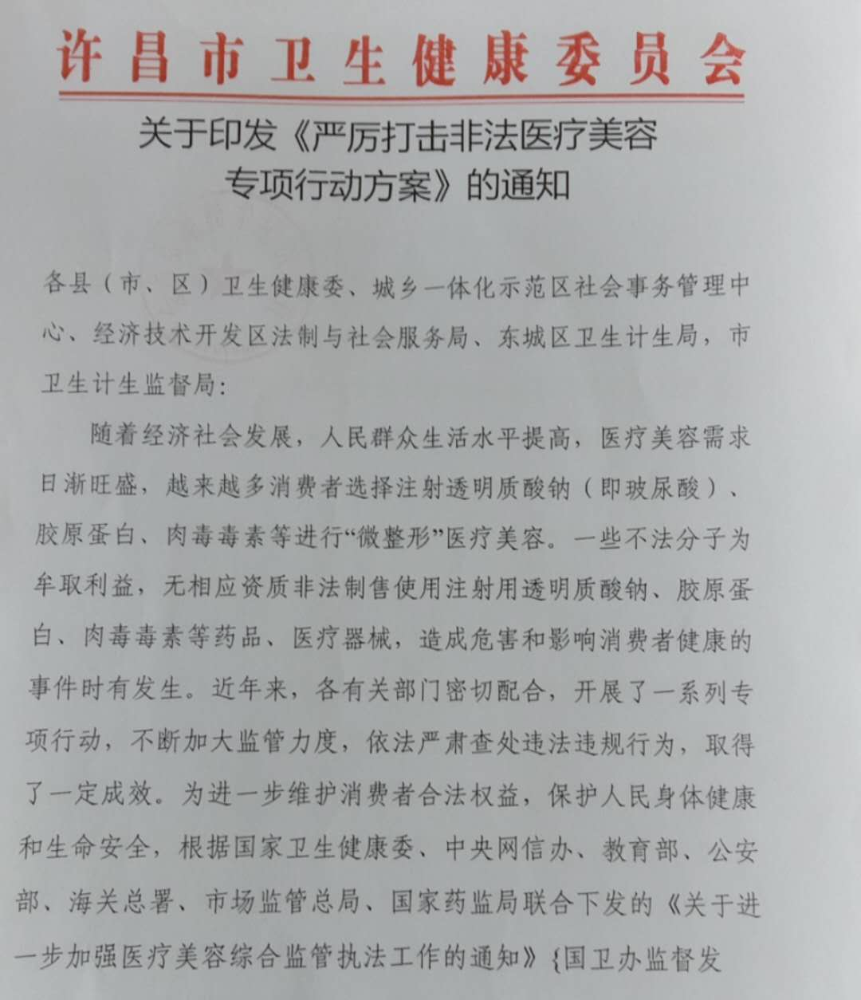 许昌市卫生健康委员会
关于印发《严厉打击非法医疗美容
专项行动方案》的通知
各县（市、区）卫生健康委、城乡一体化示范区社会事务管理中
心、经济技术开发区法制与社会服务局、东城区卫生计生局，市
卫生计生监督局：
随着经济社会发展，人民群众生活水平提高，医疗美容需求
日渐旺盛，越来越多消费者选择注射透明质酸钠（即玻尿酸）、
胶原蛋白、肉毒毒素等进行“微整形”医疗美容。一些不法分子为
牟取利益，无相应资质非法制售使用注射用透明质酸钠、胶原蛋
白、肉毒毒素等药品、医疗器械，造成危害和影响消费者健康的
事件时有发生。近年来，各有关部门密切配合，开展了一系列专
项行动，不断加大监管力度，依法严肃查处违法违规行为，取得
了一定成效。为进一步维护消费者合法权益，保护人民身体健康
和生命安全，根据国家卫生健康委、中央网信办、教育部、公安
部、海关总署、市场监管总局、国家药监局联合下发的《关于进
一步加强医疗美容综合监管执法工作的通知》{国卫办监督发